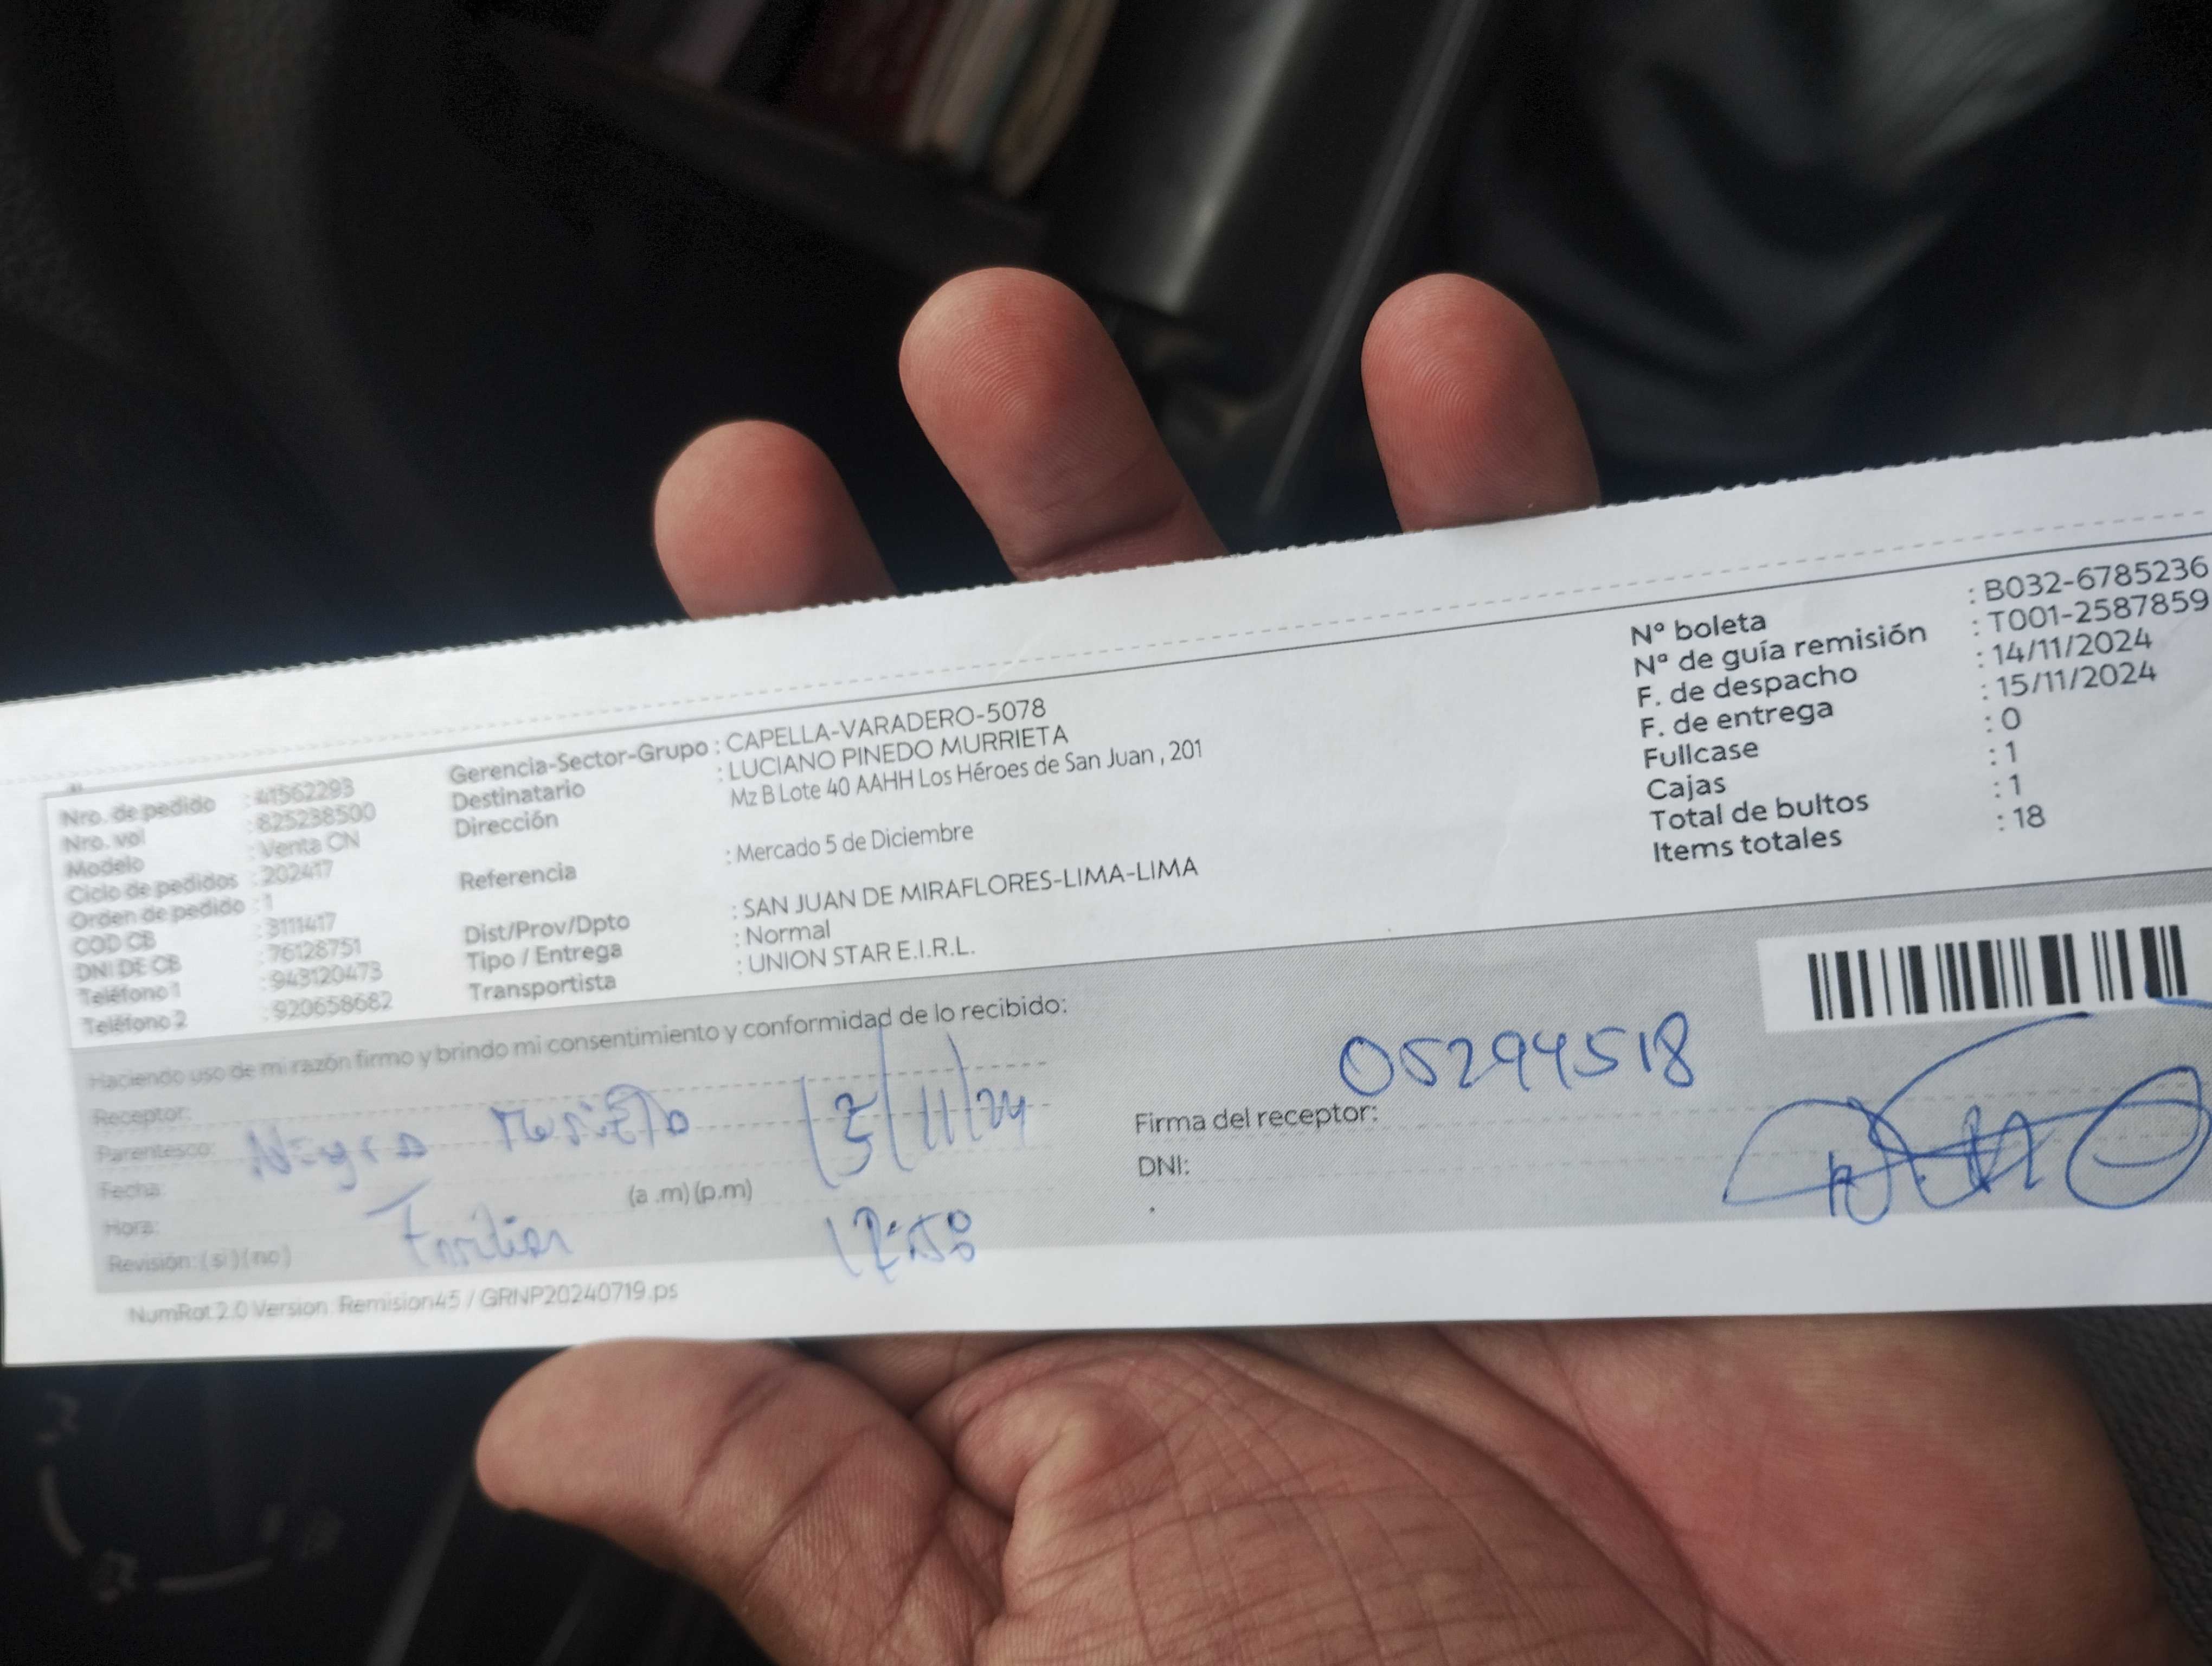 Nro. de pedido : 41562293
Nro. vol : 825238500
Modelo : Venta CN
Ciclo de pedidos : 202417
Orden de pedido : 1
COD CB : 3111417
DNI DE CB : 76128751
Teléfono 1 : 943120473
Teléfono 2 : 920658682
Gerencia-Sector-Grupo : CAPELLA-VARADERO-5078
Destinatario : LUCIANO PINEDO MURRIETA
Dirección Mz B Lote 40 AAHH Los Héroes de San Juan , 201
Referencia : Mercado 5 de Diciembre
Dist/Prov/Dpto : SAN JUAN DE MIRAFLORES-LIMA-LIMA
Tipo / Entrega : Normal
Transportista : UNION STAR E.I.R.L.
Nº boleta : B032-6785236
Nº de guía remisión : T001-2587859
F. de despacho : 14/11/2024
F. de entrega : 15/11/2024
Fullcase : 0
Cajas : 1
Total de bultos : 1
Items totales : 18
Haciendo uso de mi razón firmo y brindo mi consentimiento y conformidad de lo recibido:
Receptor:
Parentesco:
Fecha: 15/11/24
Hora: (a .m) (p.m)
Revisión: ( si ) ( no )
05294518
Firma del receptor:
DNI:
NumRot 2.0 Version: Remision45 / GRNP20240719.ps